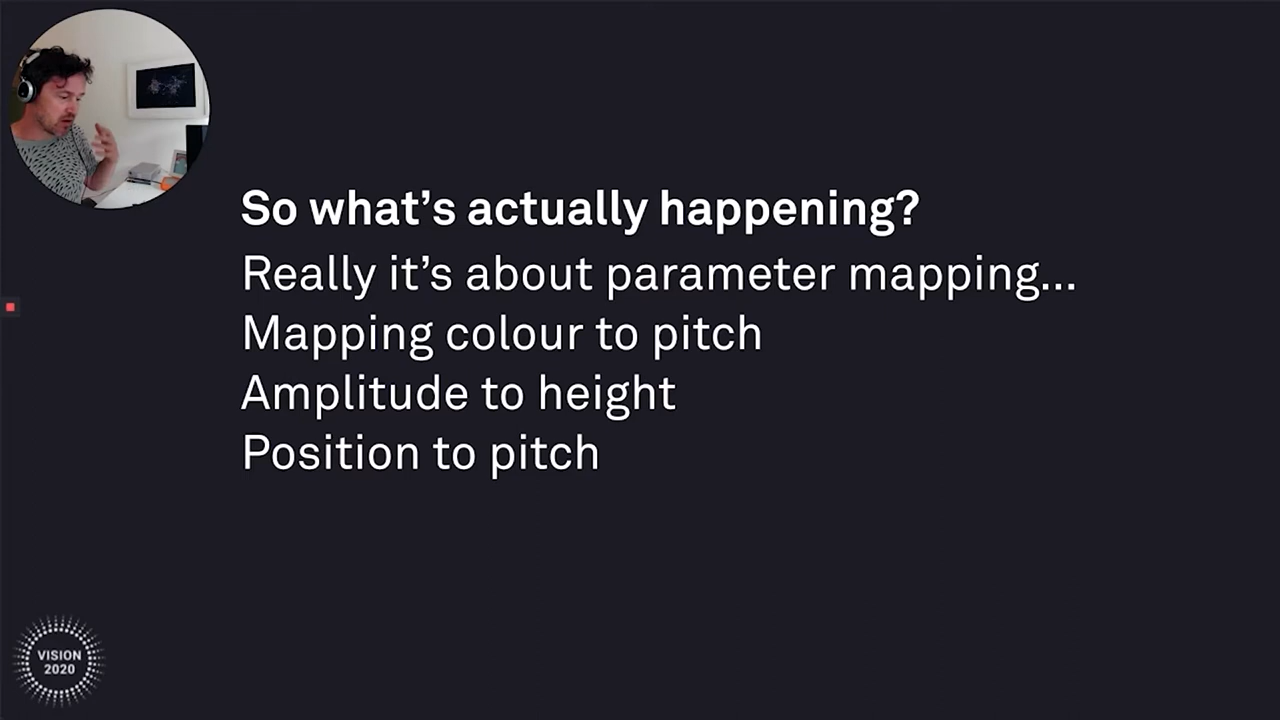 So what’s actually happening?
Really it’s about parameter mapping...
Mapping colour to pitch
Amplitude to height
Position to pitch
VISION
2020